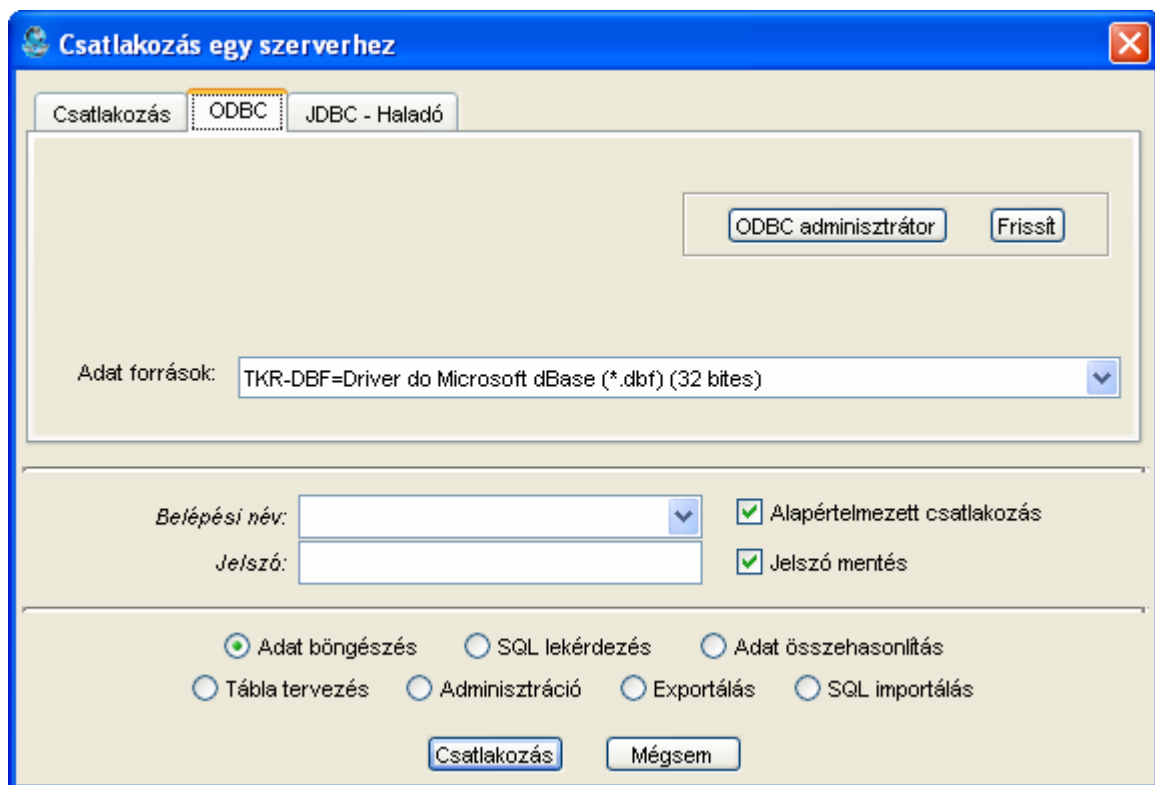 Csatlakozás egy szerverhez
Csatlakozás ODBC JDBC - Haladó
ODBC adminisztrátor Frissít
Adat források: TKR-DBF=Driver do Microsoft dBase (*.dbf) (32 bites)
Belépési név: Alapértelmezett csatlakozás
Jelszó: Jelszó mentés
Adat böngészés SQL lekérdezés Adat összehasonlítás
Tábla tervezés Adminisztráció Exportálás SQL importálás
Csatlakozás Mégsem